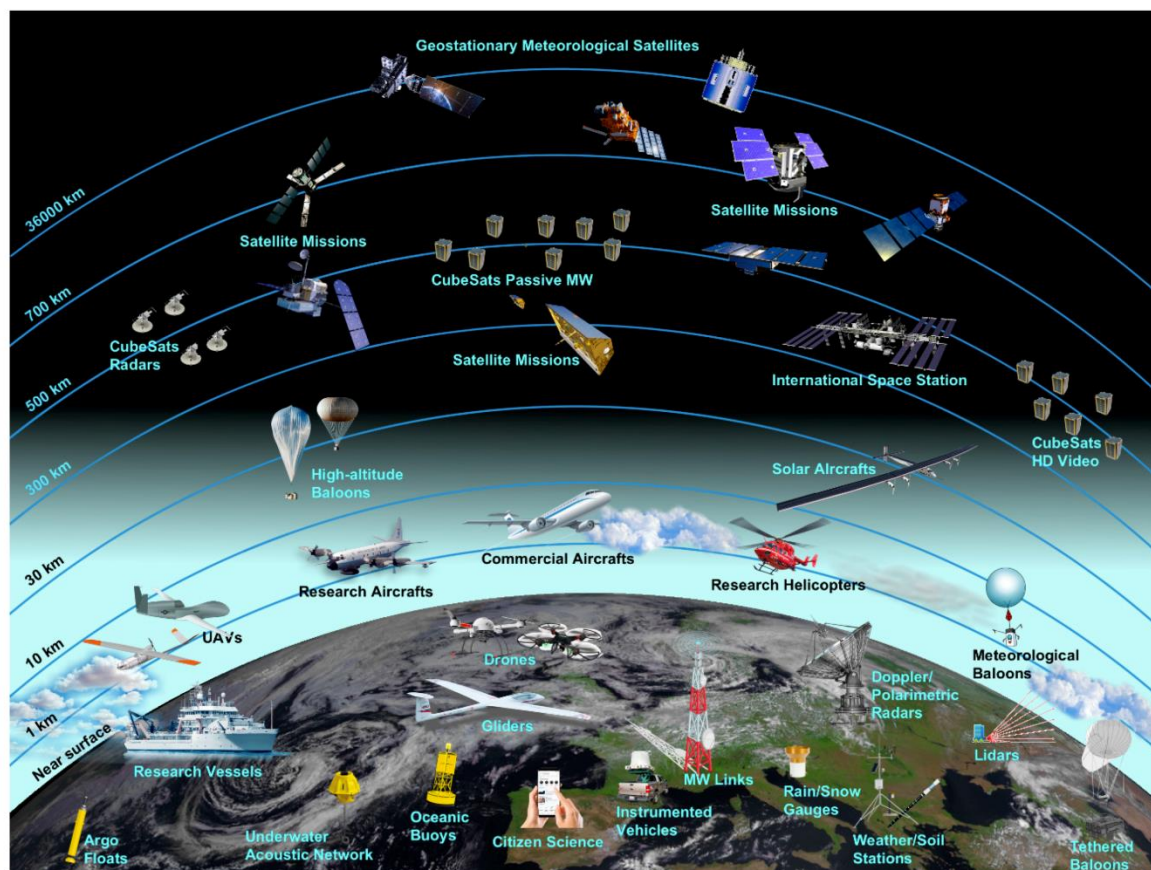 Geostationary Meteorological Satellites
36000 km
Satellite Missions
Satellite Missions
700 km
CubeSats Passive MW
CubeSats
Radars
Satellite Missions
International Space Station
500 km
CubeSats
HD Video
300 km
High-altitude
Baloons
Solar Aircrafts
30 km
Commercial Aircrafts
Research Aircrafts
Research Helicopters
10 km
UAVs
Drones
Meteorological
Baloons
Doppler/
Polarimetric
Radars
1 km
Gliders
Near surface
Research Vessels
Lidars
MW Links
Rain/Snow
Gauges
Oceanic
Buoys
Citizen Science
Instrumented
Vehicles
Argo
Floats
Underwater
Acoustic Network
Weather/Soil
Stations
Tethered
Baloons